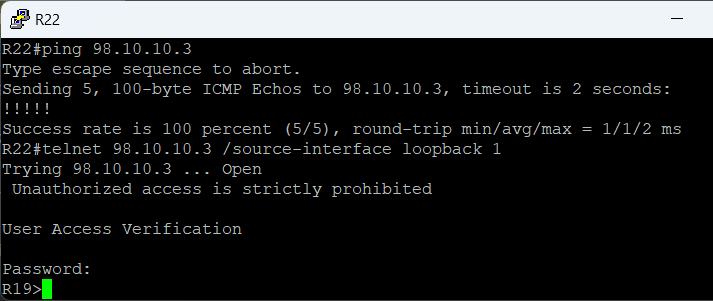 R22
R22#ping 98.10.10.3
Type escape sequence to abort.
Sending 5, 100-byte ICMP Echos to 98.10.10.3, timeout is 2 seconds:
!!!!!
Success rate is 100 percent (5/5), round-trip min/avg/max = 1/1/2 ms
R22#telnet 98.10.10.3 /source-interface loopback 1
Trying 98.10.10.3 ... Open
 Unauthorized access is strictly prohibited

User Access Verification

Password:
R19>